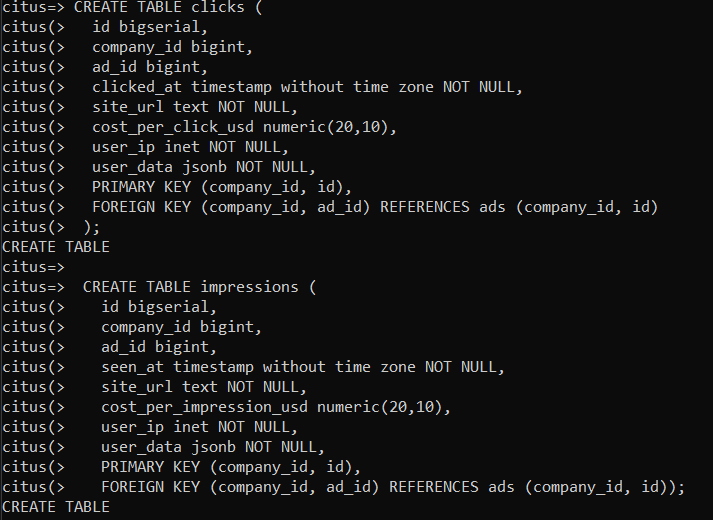 citus=> CREATE TABLE clicks (
citus(>   id bigserial,
citus(>   company_id bigint,
citus(>   ad_id bigint,
citus(>   clicked_at timestamp without time zone NOT NULL,
citus(>   site_url text NOT NULL,
citus(>   cost_per_click_usd numeric(20,10),
citus(>   user_ip inet NOT NULL,
citus(>   user_data jsonb NOT NULL,
citus(>   PRIMARY KEY (company_id, id),
citus(>   FOREIGN KEY (company_id, ad_id) REFERENCES ads (company_id, id)
citus(>  );
CREATE TABLE
citus=>
citus=>  CREATE TABLE impressions (
citus(>    id bigserial,
citus(>    company_id bigint,
citus(>    ad_id bigint,
citus(>    seen_at timestamp without time zone NOT NULL,
citus(>    site_url text NOT NULL,
citus(>    cost_per_impression_usd numeric(20,10),
citus(>    user_ip inet NOT NULL,
citus(>    user_data jsonb NOT NULL,
citus(>    PRIMARY KEY (company_id, id),
citus(>    FOREIGN KEY (company_id, ad_id) REFERENCES ads (company_id, id));
CREATE TABLE